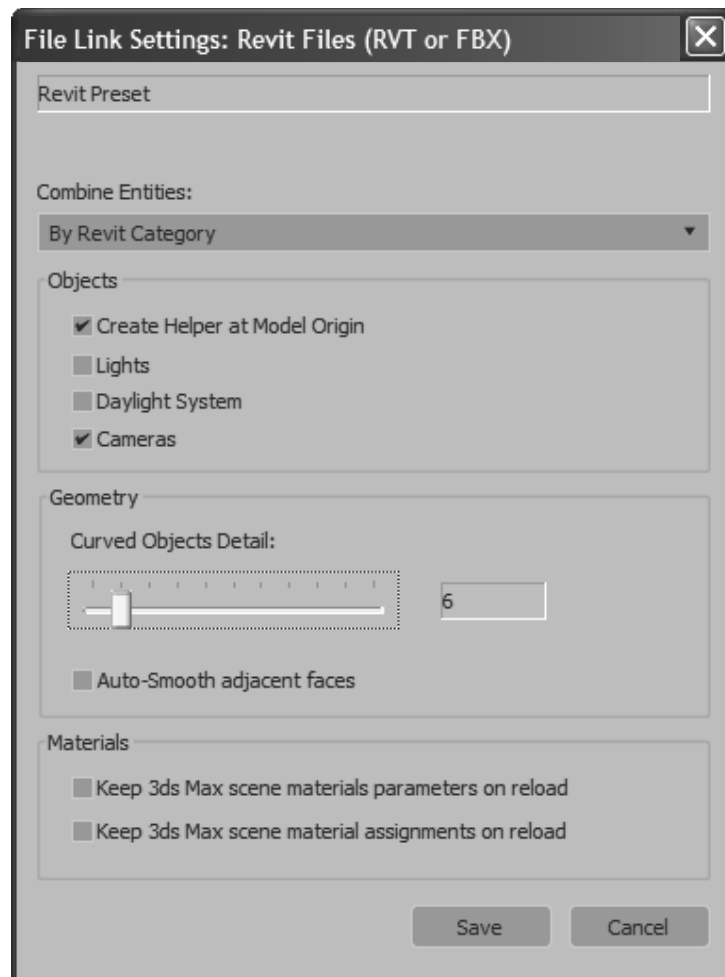 File Link Settings: Revit Files (RVT or FBX)
Revit Preset
Combine Entities:
By Revit Category
Objects
Create Helper at Model Origin
Lights
Daylight System
Cameras
Geometry
Curved Objects Detail:
6
Auto-Smooth adjacent faces
Materials
Keep 3ds Max scene materials parameters on reload
Keep 3ds Max scene material assignments on reload
Save Cancel